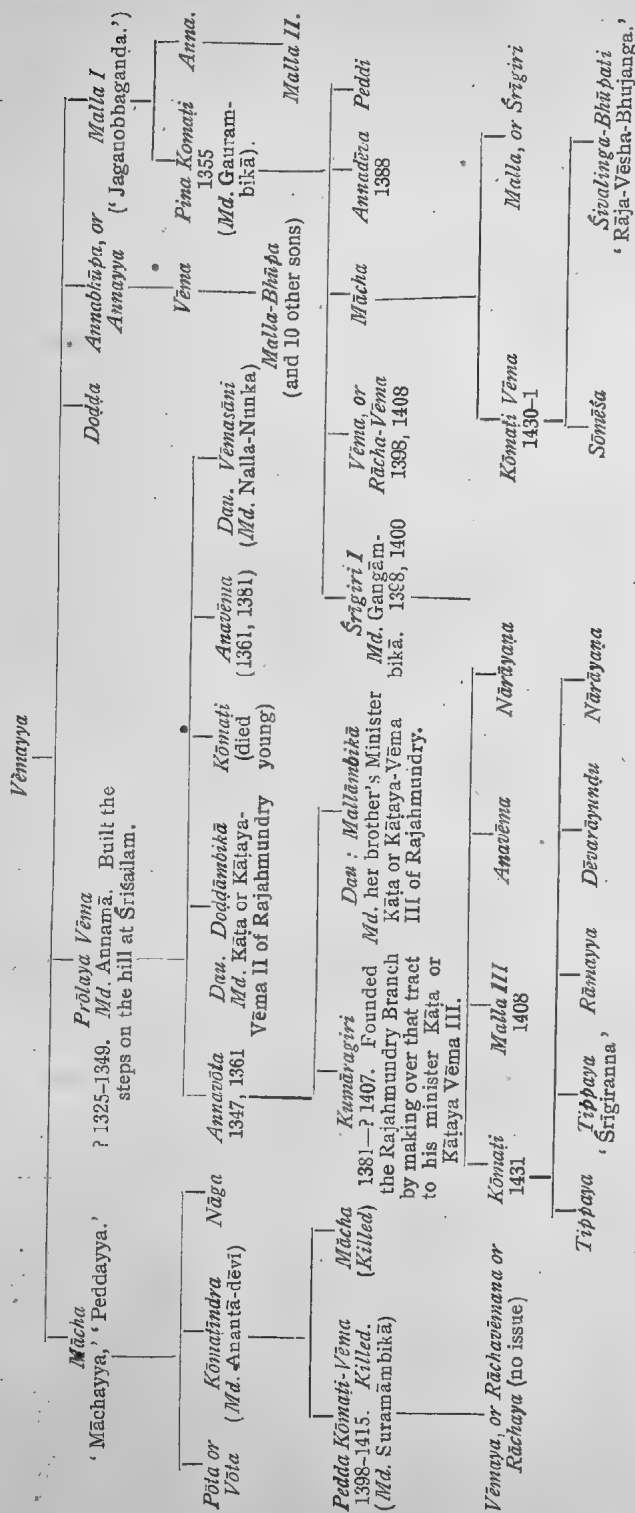 Vēmayya
Mācha
‘ Māchayya,’ ‘ Peddayya.’
Prōlaya Vēma
? 1325–1349. Md. Annamā. Built the
steps on the hill at Śrīśailam.
Doḍḍa
Annabhūpa, or
Annayya
Malla I
(‘ Jaganobbagaṇḍa.’)
Pōta or
Vōta
Kōmaṭīndra
(Md. Anantā-dēvī)
Nāga
Annavōta
1347, 1361
Dau. Doḍḍāmbikā
Md. Kāṭa or Kāṭaya-
Vēma II of Rajahmundry
Kōmaṭi
(died
young)
Anavēma
(1361, 1381)
Dau. Vēmasāni
(Md. Nalla-Nunka)
Vēma
Pina Komaṭi
1355
(Md. Gauram-
bikā).
Anna.
Malla-Bhūpa
(and 10 other sons)
Malla II.
Pedda Kōmaṭi-Vēma
1398–1415. Killed.
(Md. Suramāmbikā)
Mācha
(Killed)
Kumāragiri
1381—? 1407. Founded
the Rajahmundry Branch
by making over that tract
to his minister Kāṭa or
Kāṭaya Vēma III.
Dau : Mallāmbikā
Md. her brother's Minister
Kāṭa or Kāṭaya-Vēma
III of Rajahmundry.
Śrīgiri I
Md. Gangām-
bikā. 1398, 1400
Vēma, or
Rācha-Vēma
1398, 1408
Mācha
Annadēva
1388
Peddi
Vēmaya, or Rāchavēmana or
Rāchaya (no issue)
Kōmaṭi
1431
Malla III
1408
Anavēma
Nārāyaṇa
Kōmaṭi Vēma
1430–1
Malla, or Śrīgiri
Tippaya
Tippaya
‘ Śrīgiranna ’
Rāmayya
Dēvarāyunḍu
Nārāyaṇa
Sōmēśa
Śivalinga-Bhūpati
‘ Rāja-Vēsha-Bhujanga.’